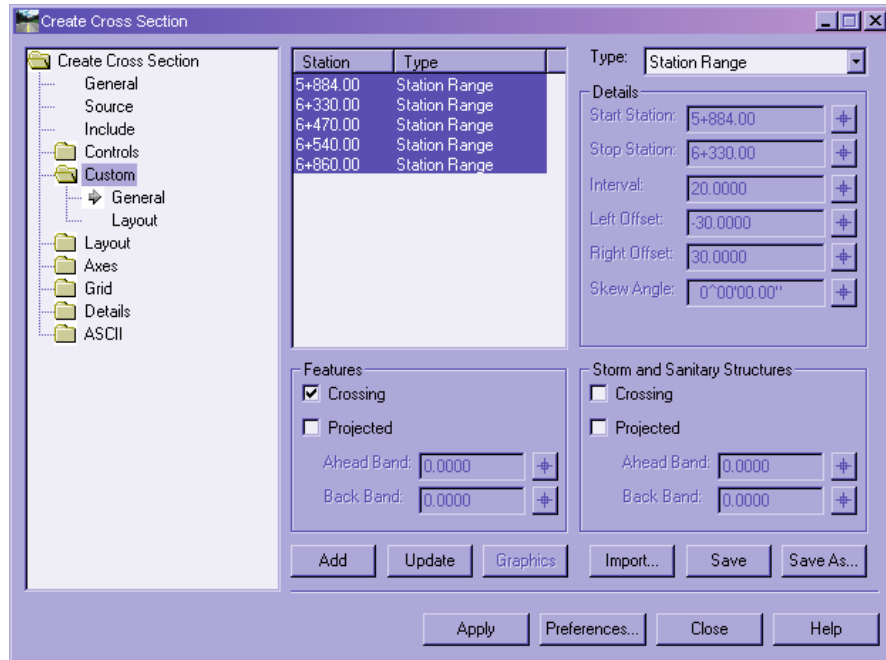 Create Cross Section
Create Cross Section
General
Source
Include
Controls
Custom
General
Layout
Layout
Axes
Grid
Details
ASCII
Station Type
5+884.00 Station Range
6+330.00 Station Range
6+470.00 Station Range
6+540.00 Station Range
6+860.00 Station Range
Type: Station Range
Details
Start Station: 5+884.00
Stop Station: 6+330.00
Interval: 20.0000
Left Offset: -30.0000
Right Offset: 30.0000
Skew Angle: 0^00'00.00"
Features
Crossing
Projected
Ahead Band: 0.0000
Back Band: 0.0000
Storm and Sanitary Structures
Crossing
Projected
Ahead Band: 0.0000
Back Band: 0.0000
Add Update Graphics Import... Save Save As...
Apply Preferences... Close Help